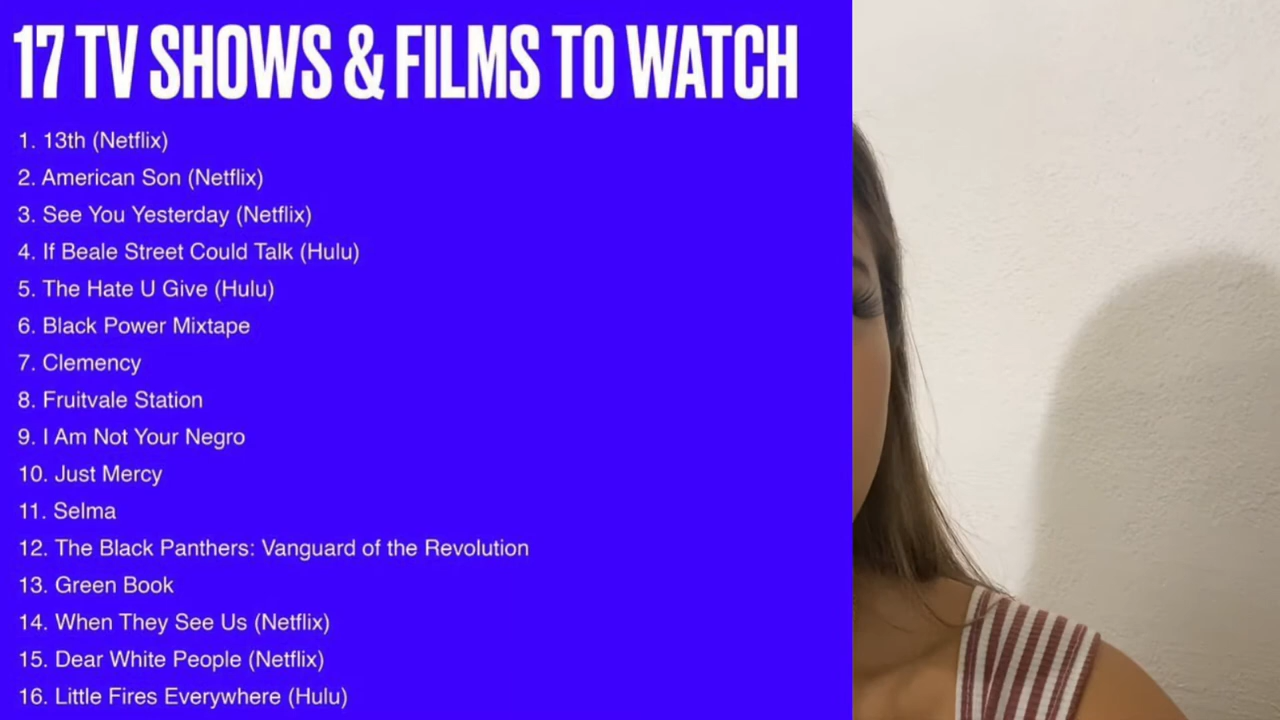 17 TV SHOWS & FILMS TO WATCH
1. 13th (Netflix)
2. American Son (Netflix)
3. See You Yesterday (Netflix)
4. If Beale Street Could Talk (Hulu)
5. The Hate U Give (Hulu)
6. Black Power Mixtape
7. Clemency
8. Fruitvale Station
9. I Am Not Your Negro
10. Just Mercy
11. Selma
12. The Black Panthers: Vanguard of the Revolution
13. Green Book
14. When They See Us (Netflix)
15. Dear White People (Netflix)
16. Little Fires Everywhere (Hulu)